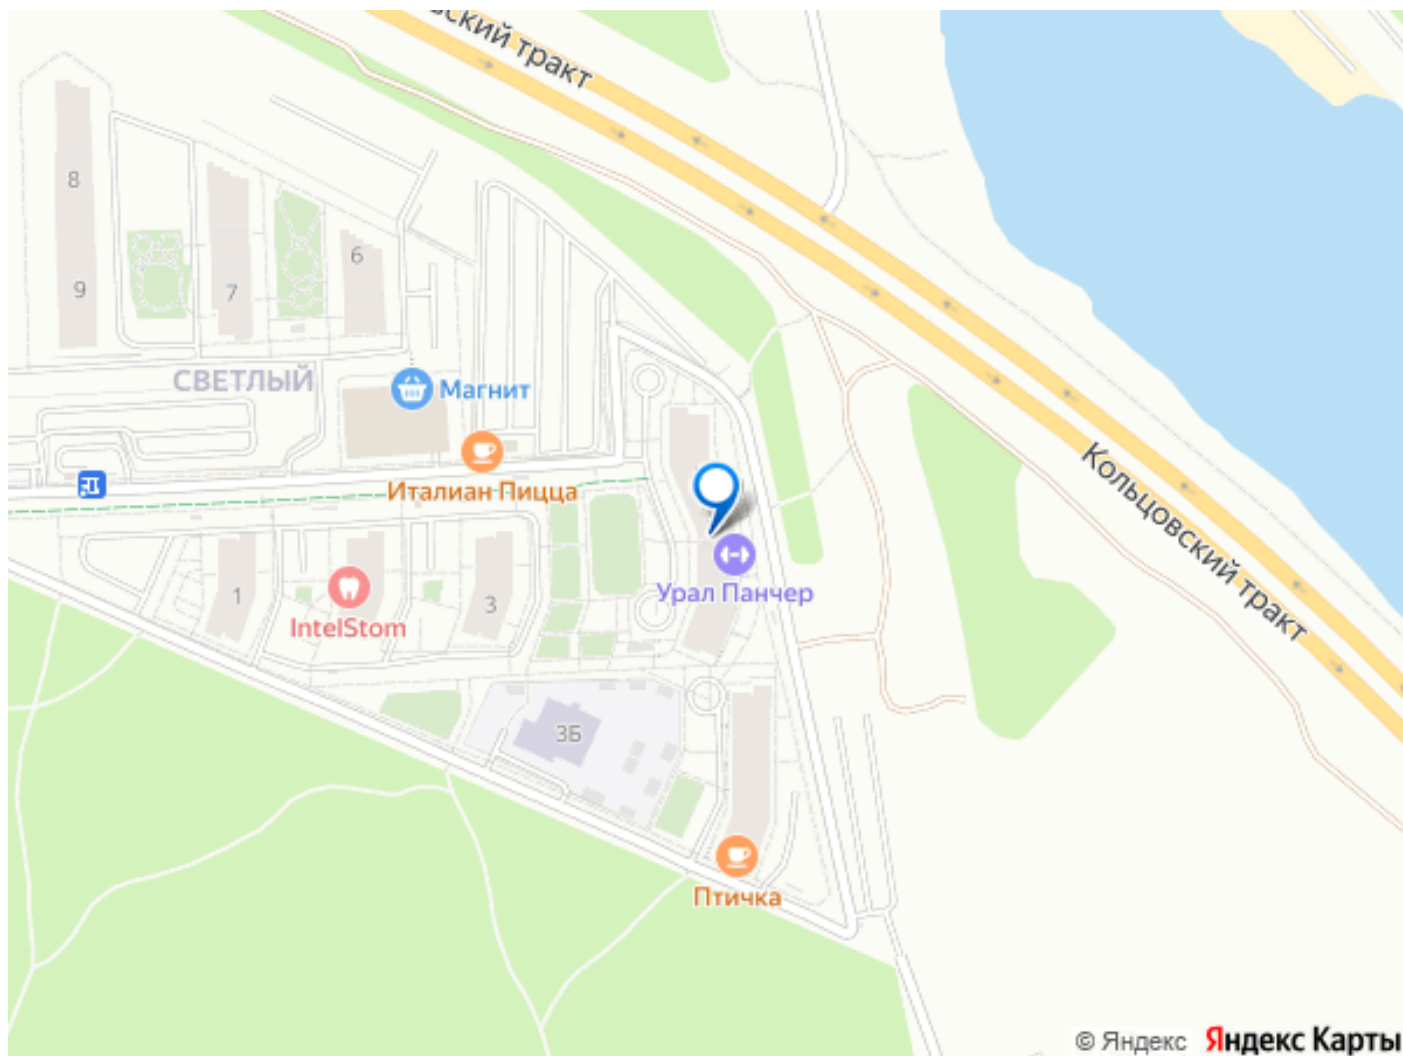 вский тракт
8
6
9
7
СВЕТЛЫЙ
Магнит
Италиан Пицца
Кольцовский тракт
Урал Панчер
1
3
IntelStom
3Б
Птичка
© Яндекс Яндекс Карты